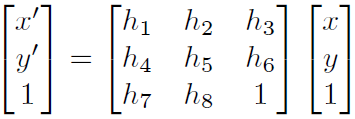 [x′] = [h₁ h₂ h₃] [x]
[y′] = [h₄ h₅ h₆] [y]
[1] = [h₇ h₈ 1] [1]